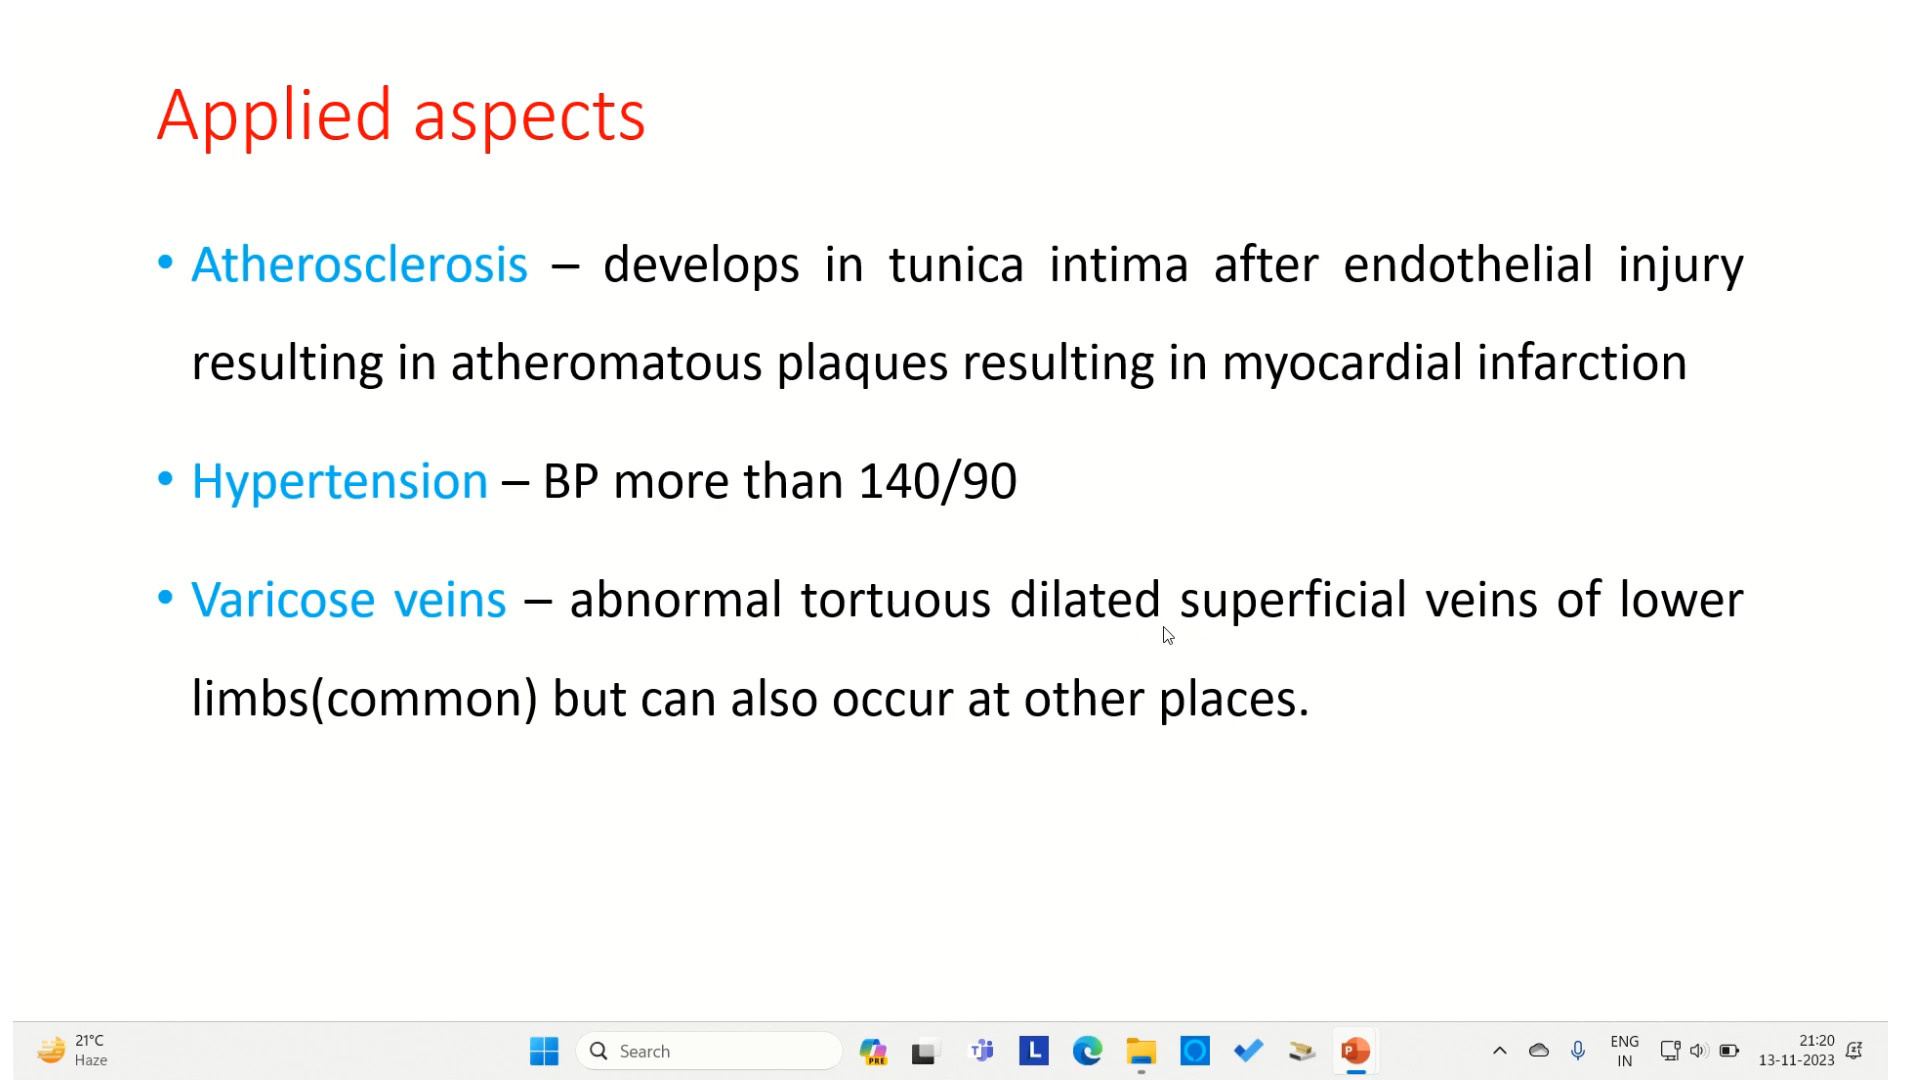 Applied aspects
• Atherosclerosis – develops in tunica intima after endothelial injury
resulting in atheromatous plaques resulting in myocardial infarction
• Hypertension – BP more than 140/90
• Varicose veins – abnormal tortuous dilated superficial veins of lower
limbs(common) but can also occur at other places.
21°C
Haze
Search
PRE
L
P
ENG
IN
21:20
13-11-2023